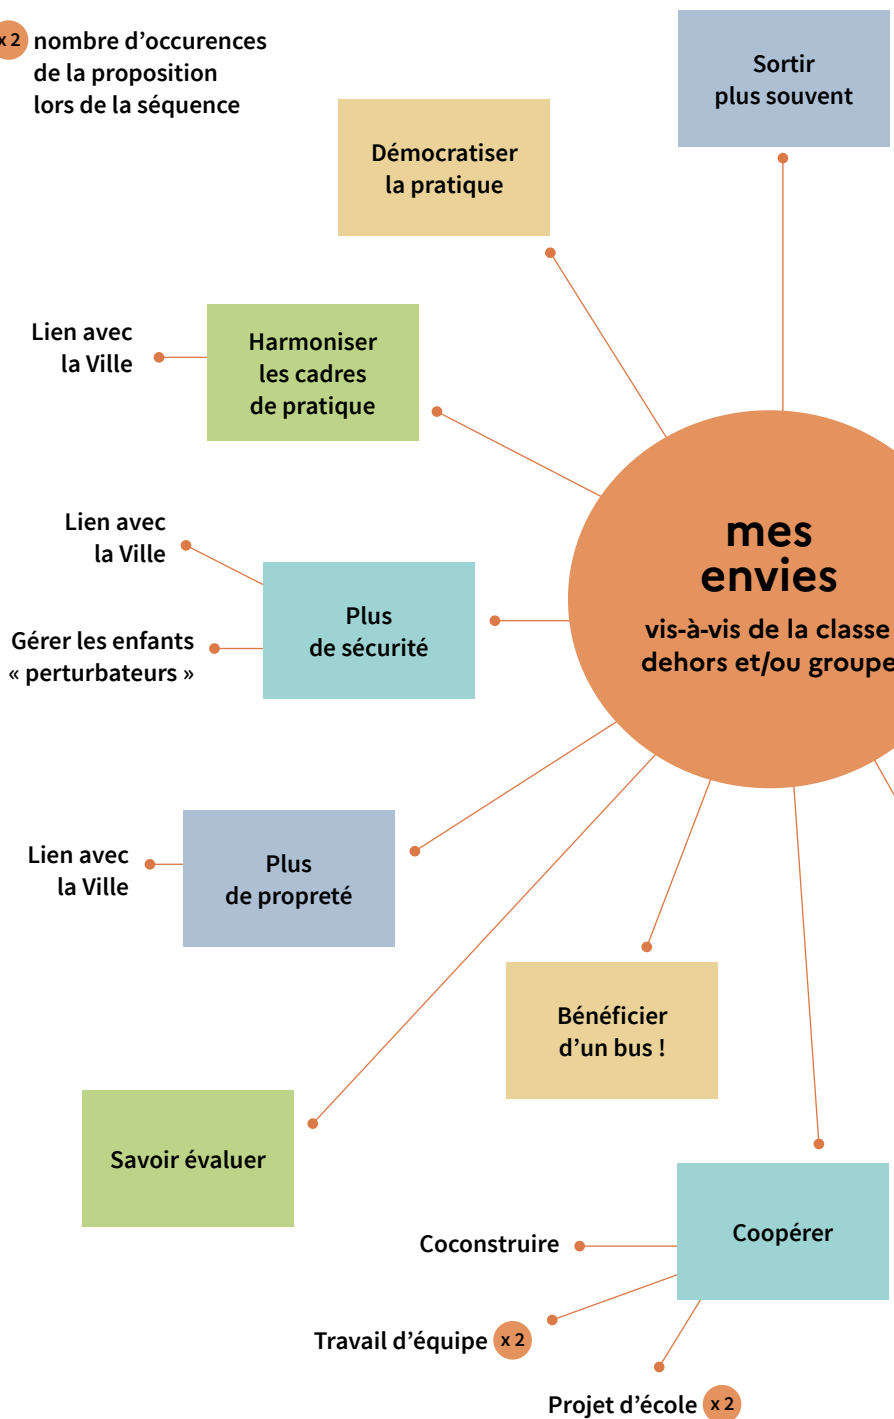 x 2 nombre d’occurences
de la proposition
lors de la séquence
Sortir
plus souvent
Démocratiser
la pratique
Lien avec
la Ville
Harmoniser
les cadres
de pratique
Lien avec
la Ville
Gérer les enfants
« perturbateurs »
Plus
de sécurité
mes
envies
vis-à-vis de la classe
dehors et/ou groupe
Lien avec
la Ville
Plus
de propreté
Bénéficier
d’un bus !
Savoir évaluer
Coopérer
Coconstruire
Travail d’équipe x 2
Projet d’école x 2